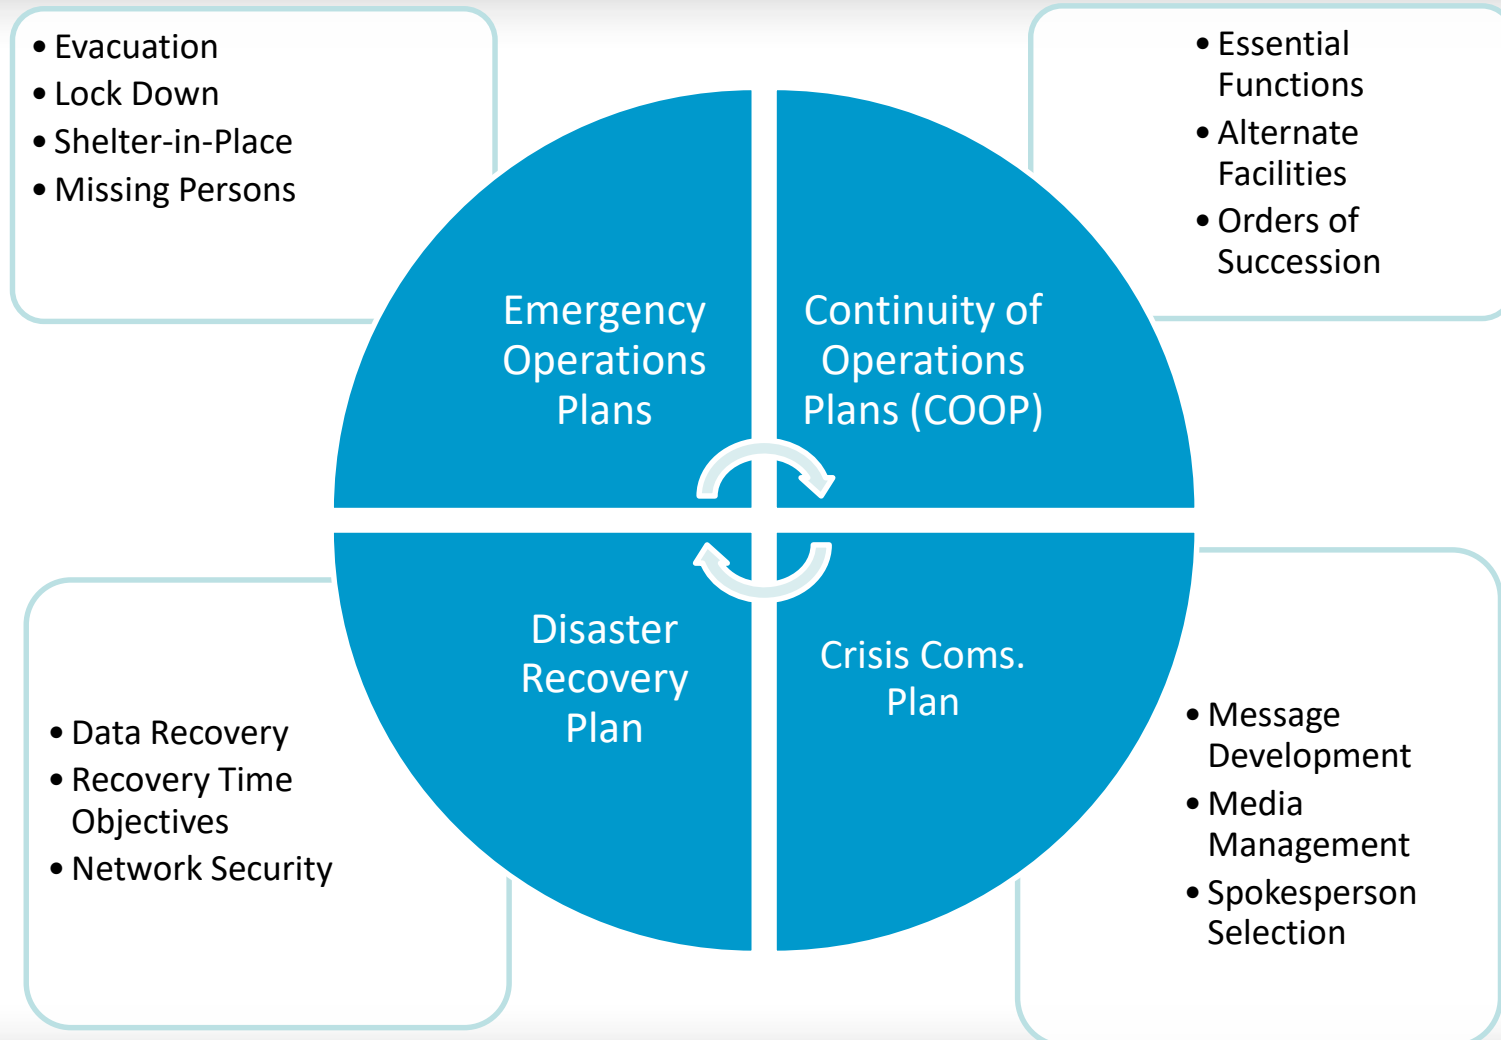 • Evacuation
• Lock Down
• Shelter-in-Place
• Missing Persons
• Essential
Functions
• Alternate
Facilities
• Orders of
Succession
Emergency
Operations
Plans
Continuity of
Operations
Plans (COOP)
Disaster
Recovery
Plan
Crisis Coms.
Plan
• Data Recovery
• Recovery Time
Objectives
• Network Security
• Message
Development
• Media
Management
• Spokesperson
Selection